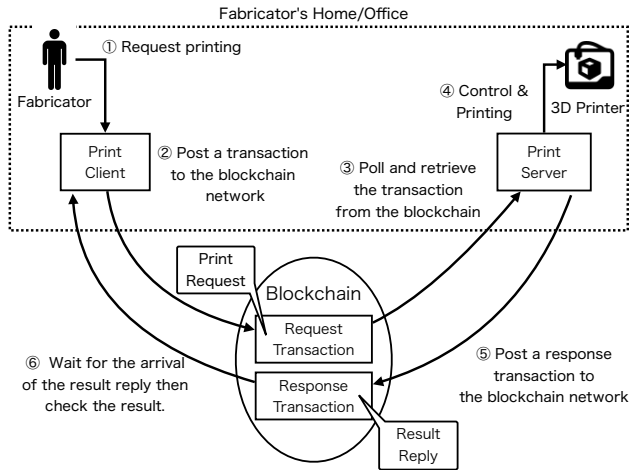 Fabricator's Home/Office
① Request printing
Fabricator
④ Control &
Printing
3D Printer
Print
Client
② Post a transaction
to the blockchain
network
③ Poll and retrieve
the transaction
from the blockchain
Print
Server
Print
Request
Blockchain
Request
Transaction
⑥ Wait for the arrival
of the result reply then
check the result.
Response
Transaction
⑤ Post a response
transaction to
the blockchain network
Result
Reply